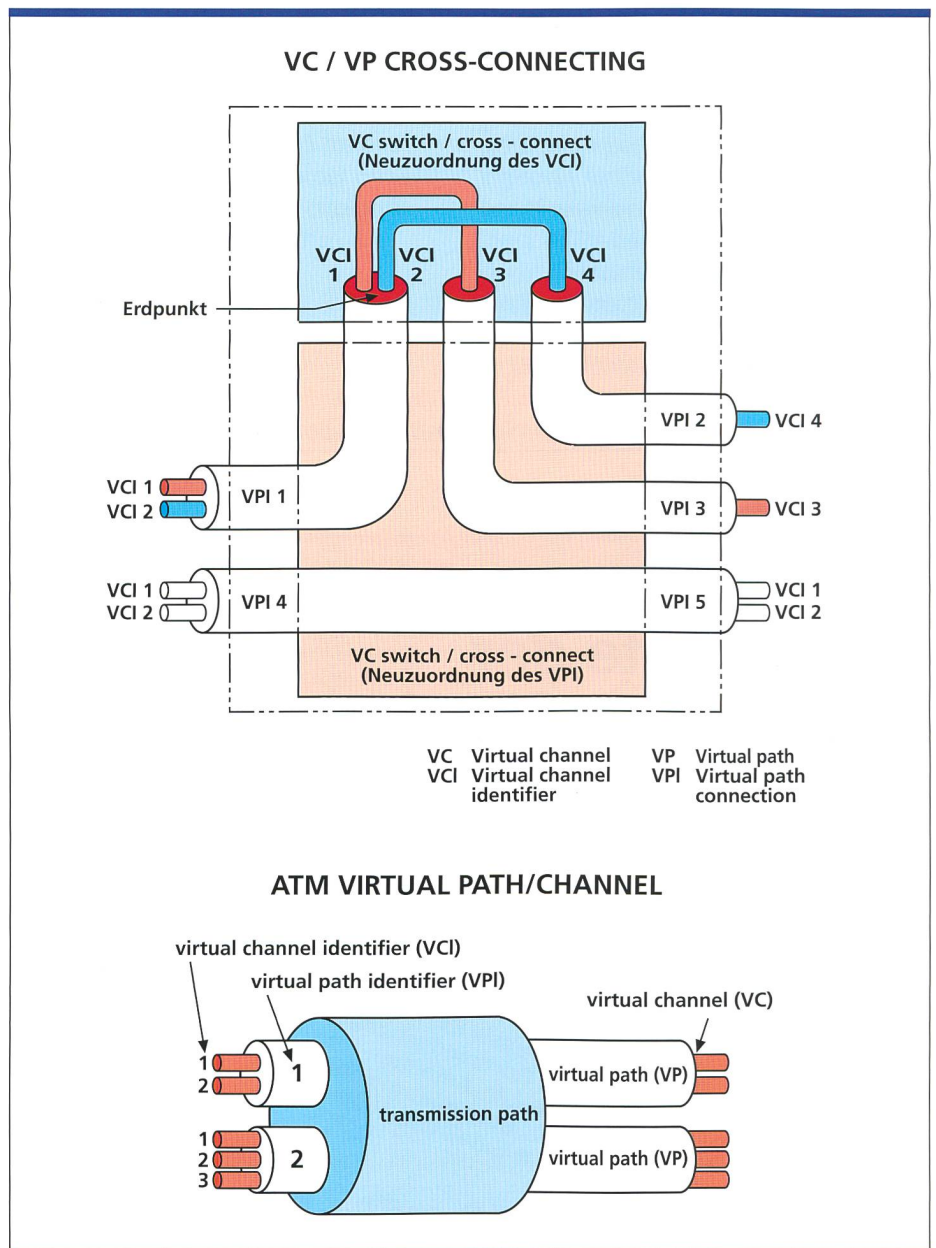 VC / VP CROSS-CONNECTING
VC switch / cross - connect
(Neuzuordnung des VCI)
VCI
1
VCI
2
VCI
3
VCI
4
Erdpunkt
VPI 2
VCI 4
VCI 1
VCI 2
VPI 1
VPI 3
VCI 3
VCI 1
VCI 2
VPI 4
VPI 5
VCI 1
VCI 2
VC switch / cross - connect
(Neuzuordnung des VPI)
VC Virtual channel
VCI Virtual channel
identifier
VP Virtual path
VPI Virtual path
connection
ATM VIRTUAL PATH/CHANNEL
virtual channel identifier (VCI)
virtual path identifier (VPI)
virtual channel (VC)
1
2
1
virtual path (VP)
transmission path
1
2
3
2
virtual path (VP)